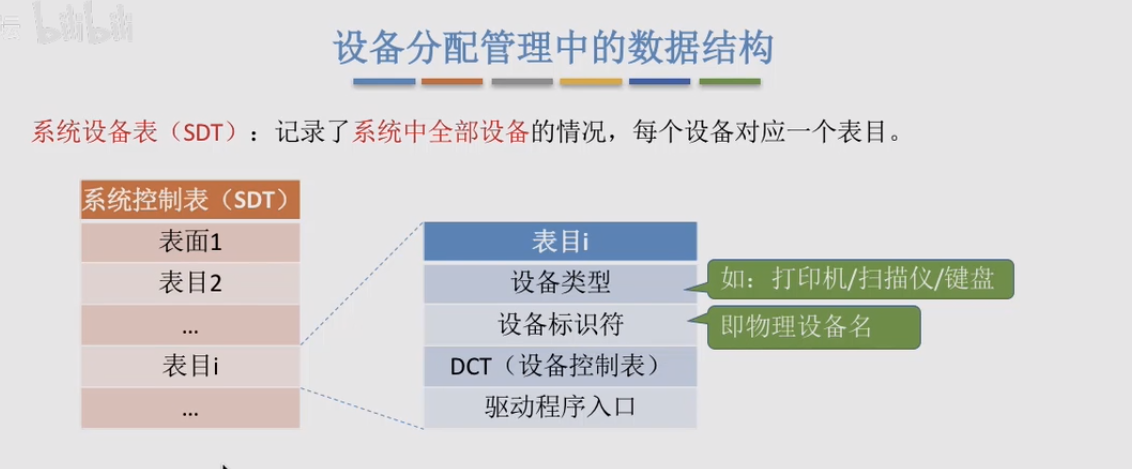 bilibili
设备分配管理中的数据结构
系统设备表（SDT）：记录了系统中全部设备的情况，每个设备对应一个表目。
系统控制表（SDT）
表面1
表目2
...
表目i
...
表目i
设备类型
设备标识符
DCT（设备控制表）
驱动程序入口
如：打印机/扫描仪/键盘
即物理设备名